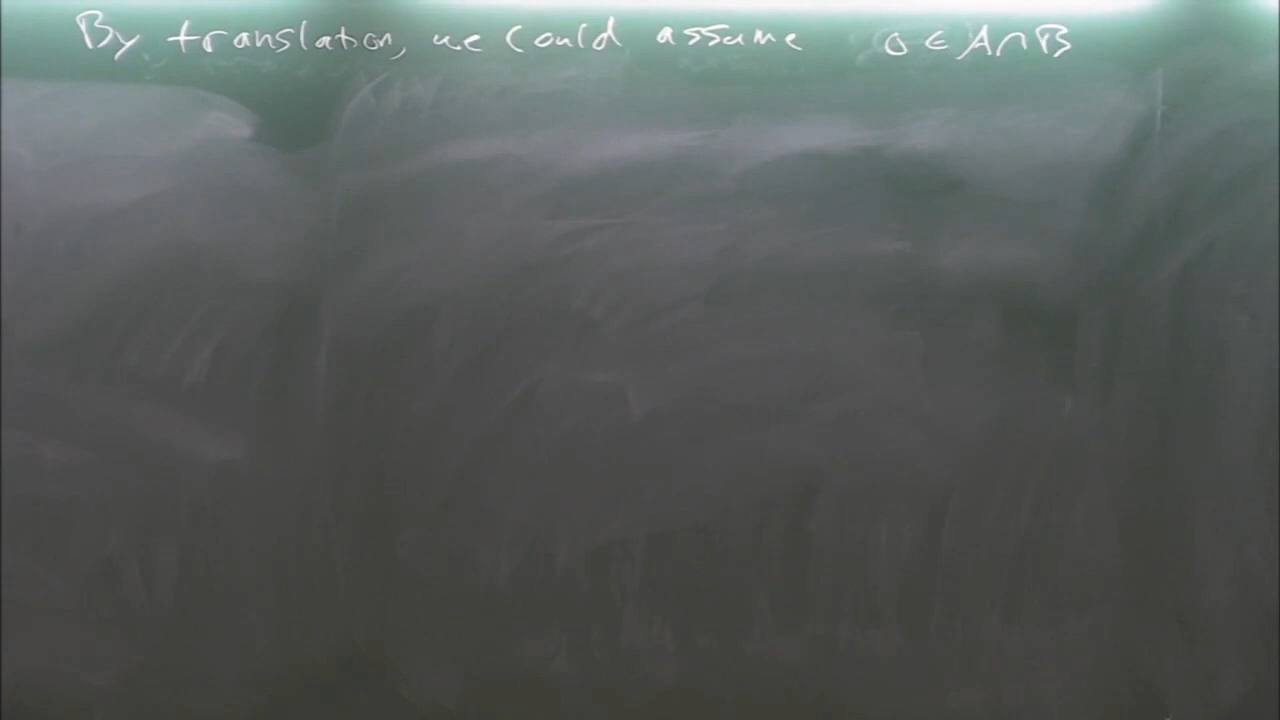 By translation, we could assume 0 ∈ A∩B